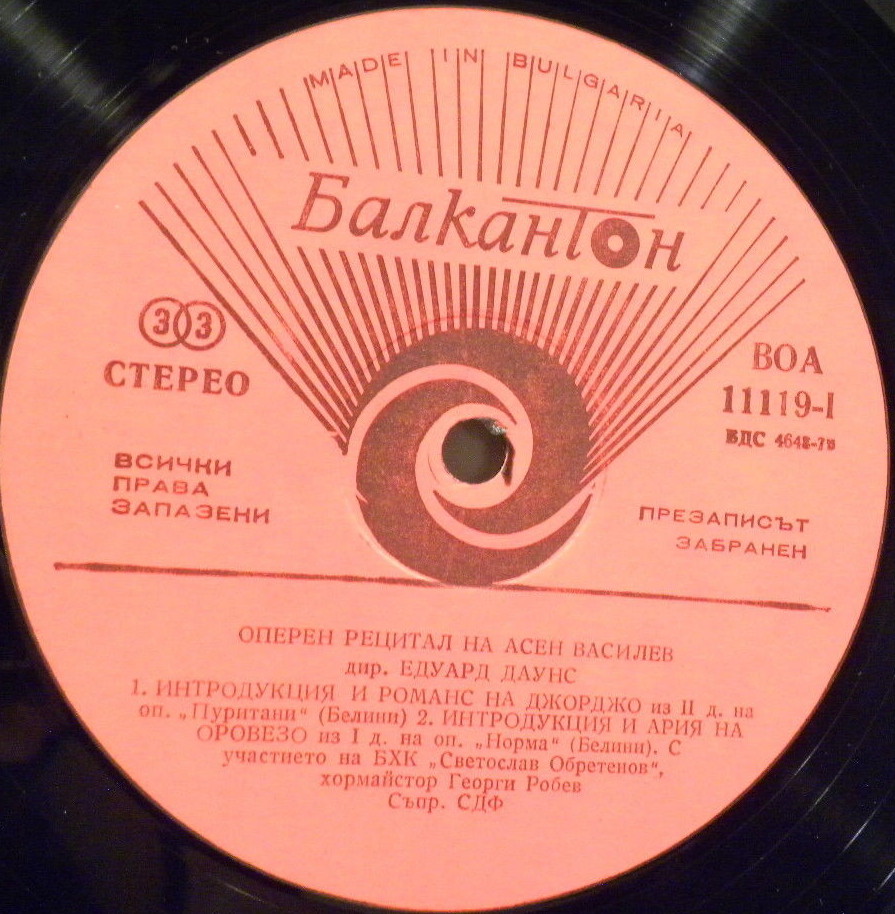 MADE IN BULGARIA
Балкантон
33
СТЕРЕО
ВОА
11119-I
БДС 4648-73
ВСИЧКИ
ПРАВА
ЗАПАЗЕНИ
ПРЕЗАПИСЪТ
ЗАБРАНЕН
ОПЕРЕН РЕЦИТАЛ НА АСЕН ВАСИЛЕВ
дир. ЕДУАРД ДАУНС
1. ИНТРОДУКЦИЯ И РОМАНС НА ДЖОРДЖО из II д. на
оп. „Пуритани“ (Белини) 2. ИНТРОДУКЦИЯ И АРИЯ НА
ОРОВЕЗО из I д. на оп. „Норма“ (Белини). С
участието на БХК „Светослав Обретенов“,
хормайстор Георги Робев
Съпр. СДФ